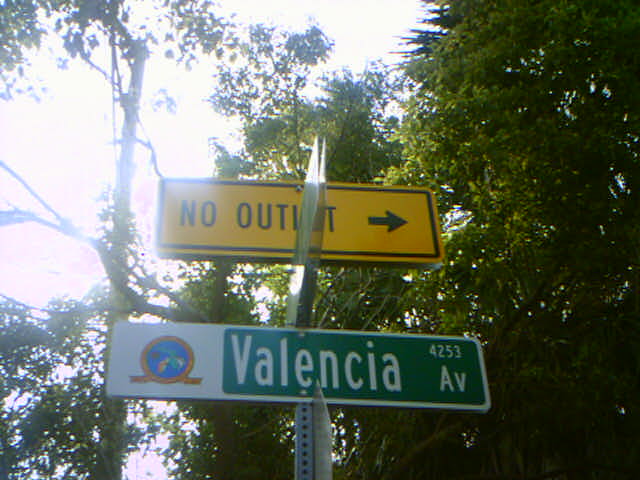 NO OUTLET
Valencia
4253
Av